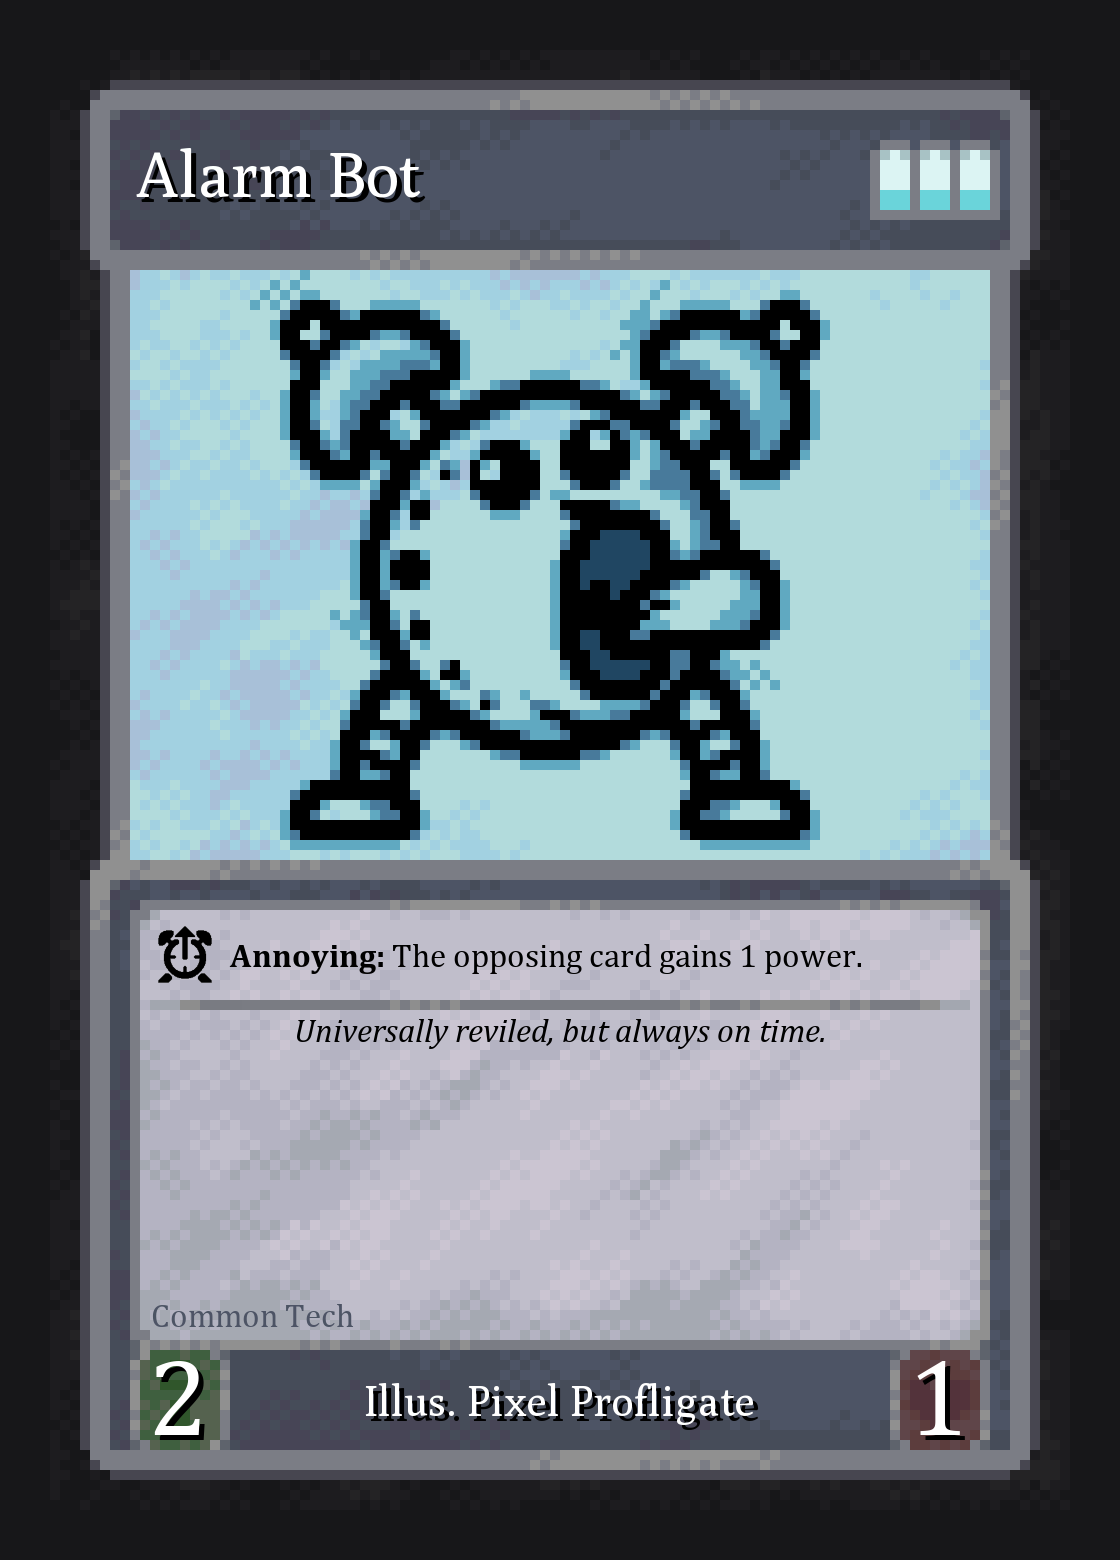 Alarm Bot
Annoying: The opposing card gains 1 power.
Universally reviled, but always on time.
Common Tech
2
Illus. Pixel Profligate
1